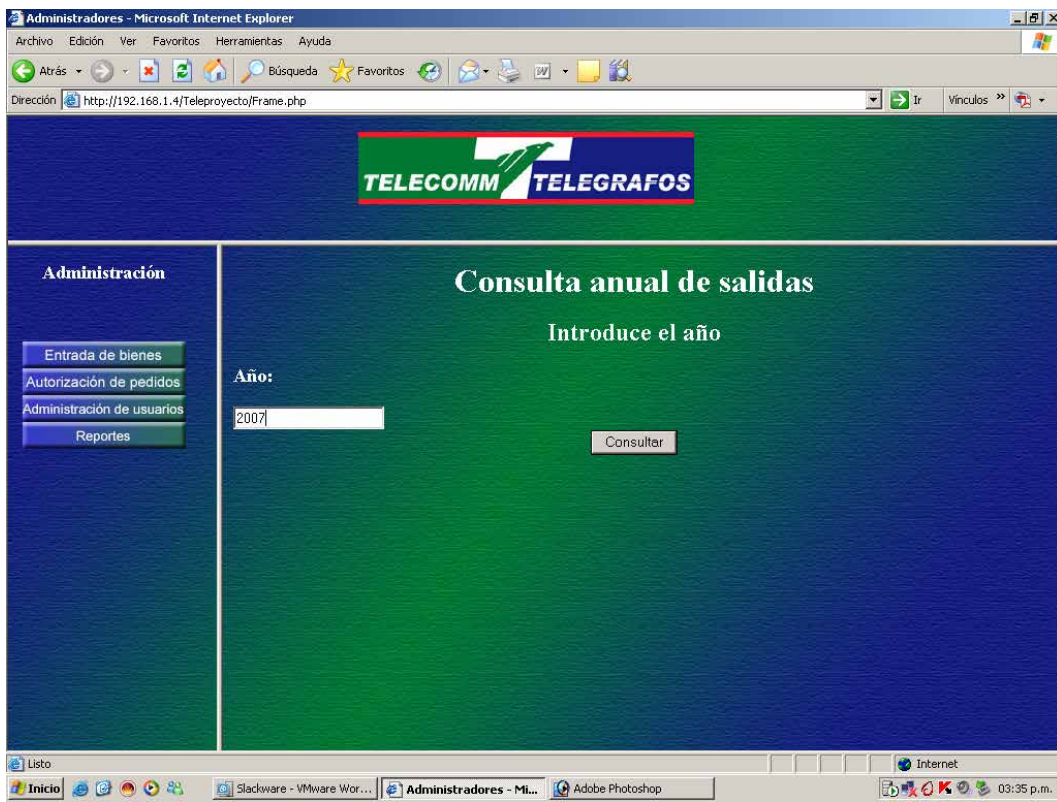 Administradores - Microsoft Internet Explorer
Archivo Edición Ver Favoritos Herramientas Ayuda
Atrás Búsqueda Favoritos
Dirección http://192.168.1.4/Teleproyecto/Frame.php Ir Vínculos »
TELECOMM TELEGRAFOS
Administración
Entrada de bienes
Autorización de pedidos
Administración de usuarios
Reportes
Consulta anual de salidas
Introduce el año
Año:
2007
Consultar
Listo Internet
Inicio Slackware - VMware Wor... Administradores - Mi... Adobe Photoshop 03:35 p.m.